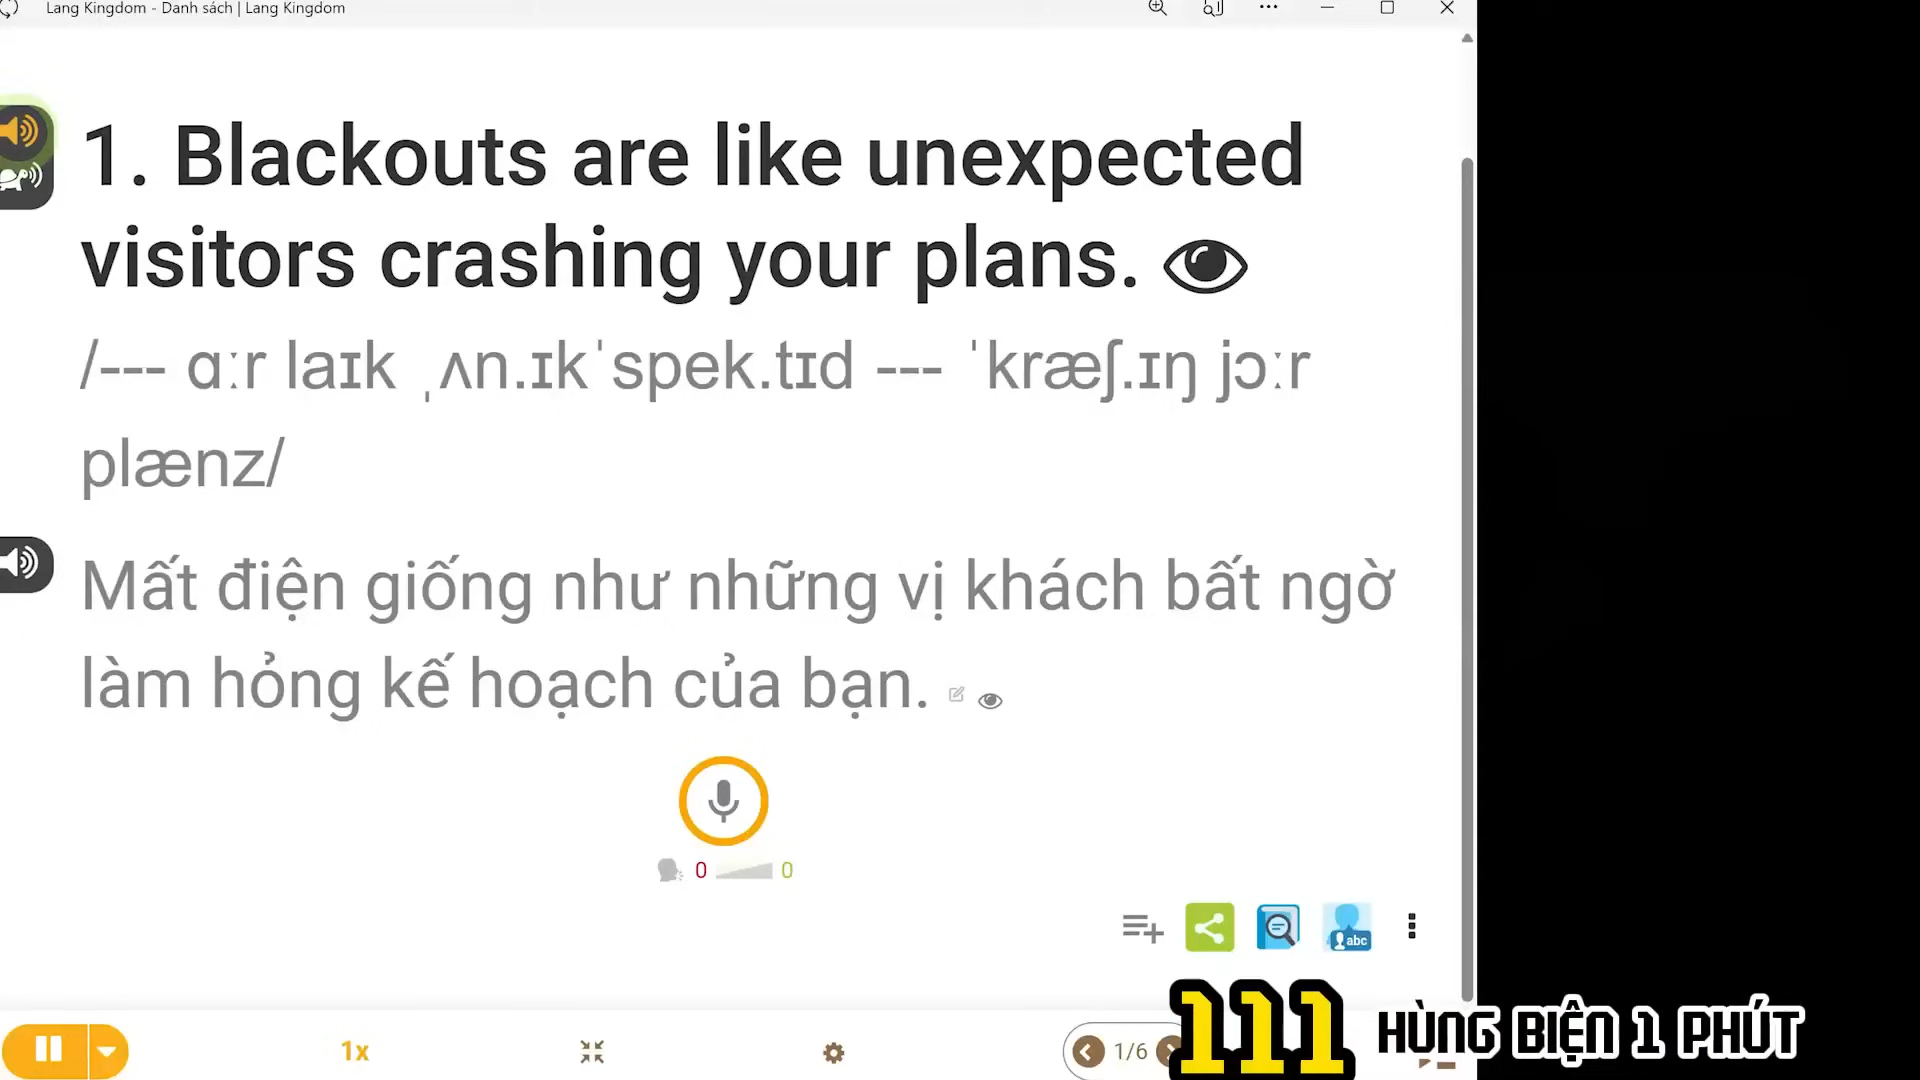 Lang Kingdom - Danh sách | Lang Kingdom
1. Blackouts are like unexpected
visitors crashing your plans.
/--- ɑːr laɪk ˌʌn.ɪkˈspek.tɪd --- ˈkræʃ.ɪŋ jɔːr
plænz/
Mất điện giống như những vị khách bất ngờ
làm hỏng kế hoạch của bạn.
0 0
abc
1x 1/6
111 HÙNG BIỆN 1 PHÚT